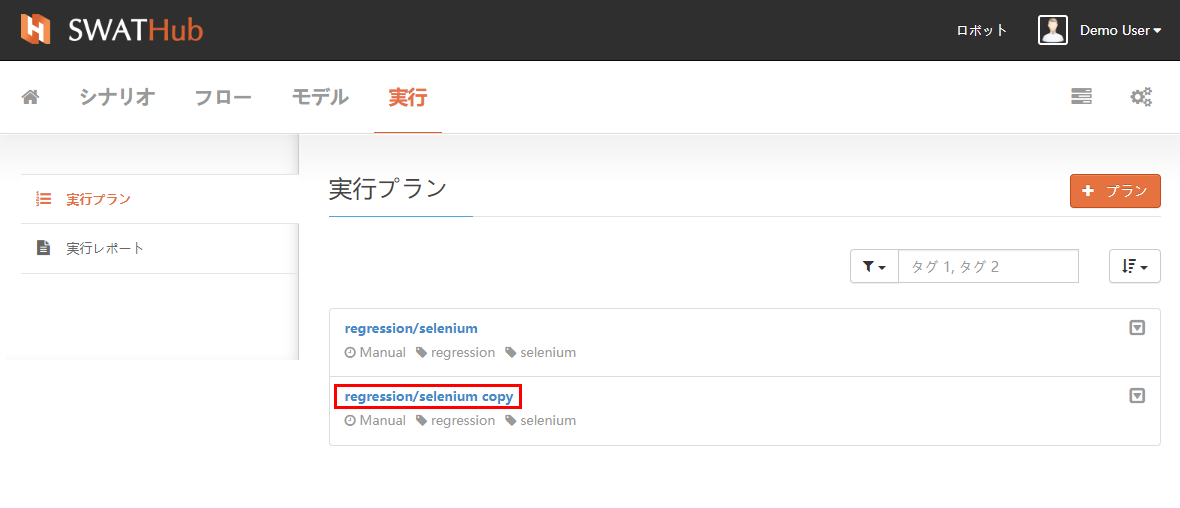 SWATHub
ロボット
Demo User
シナリオ フロー モデル 実行
実行プラン
実行レポート
実行プラン
プラン
タグ 1, タグ 2
regression/selenium
Manual regression selenium
regression/selenium copy
Manual regression selenium